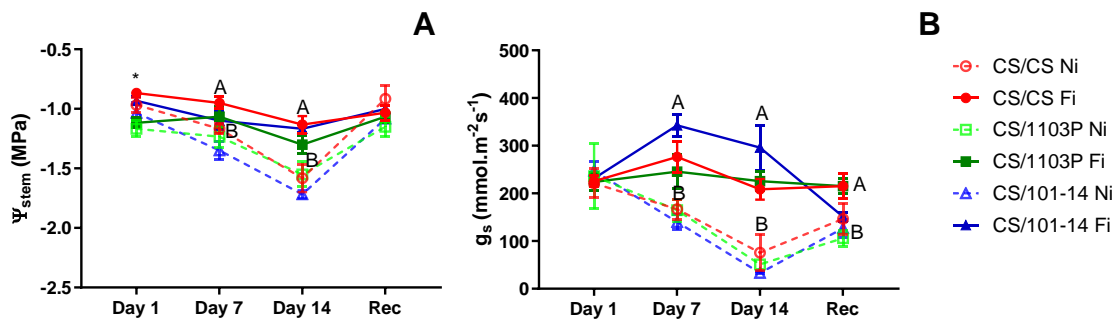 A
Ψstem (MPa)
-0.5
-1.0
-1.5
-2.0
-2.5
*
A
B
A
B
Day 1 Day 7 Day 14 Rec
B
gs (mmol.m-2s-1)
500
400
300
200
100
0
A
B
A
B
A
B
Day 1 Day 7 Day 14 Rec
CS/CS Ni
CS/CS Fi
CS/1103P Ni
CS/1103P Fi
CS/101-14 Ni
CS/101-14 Fi